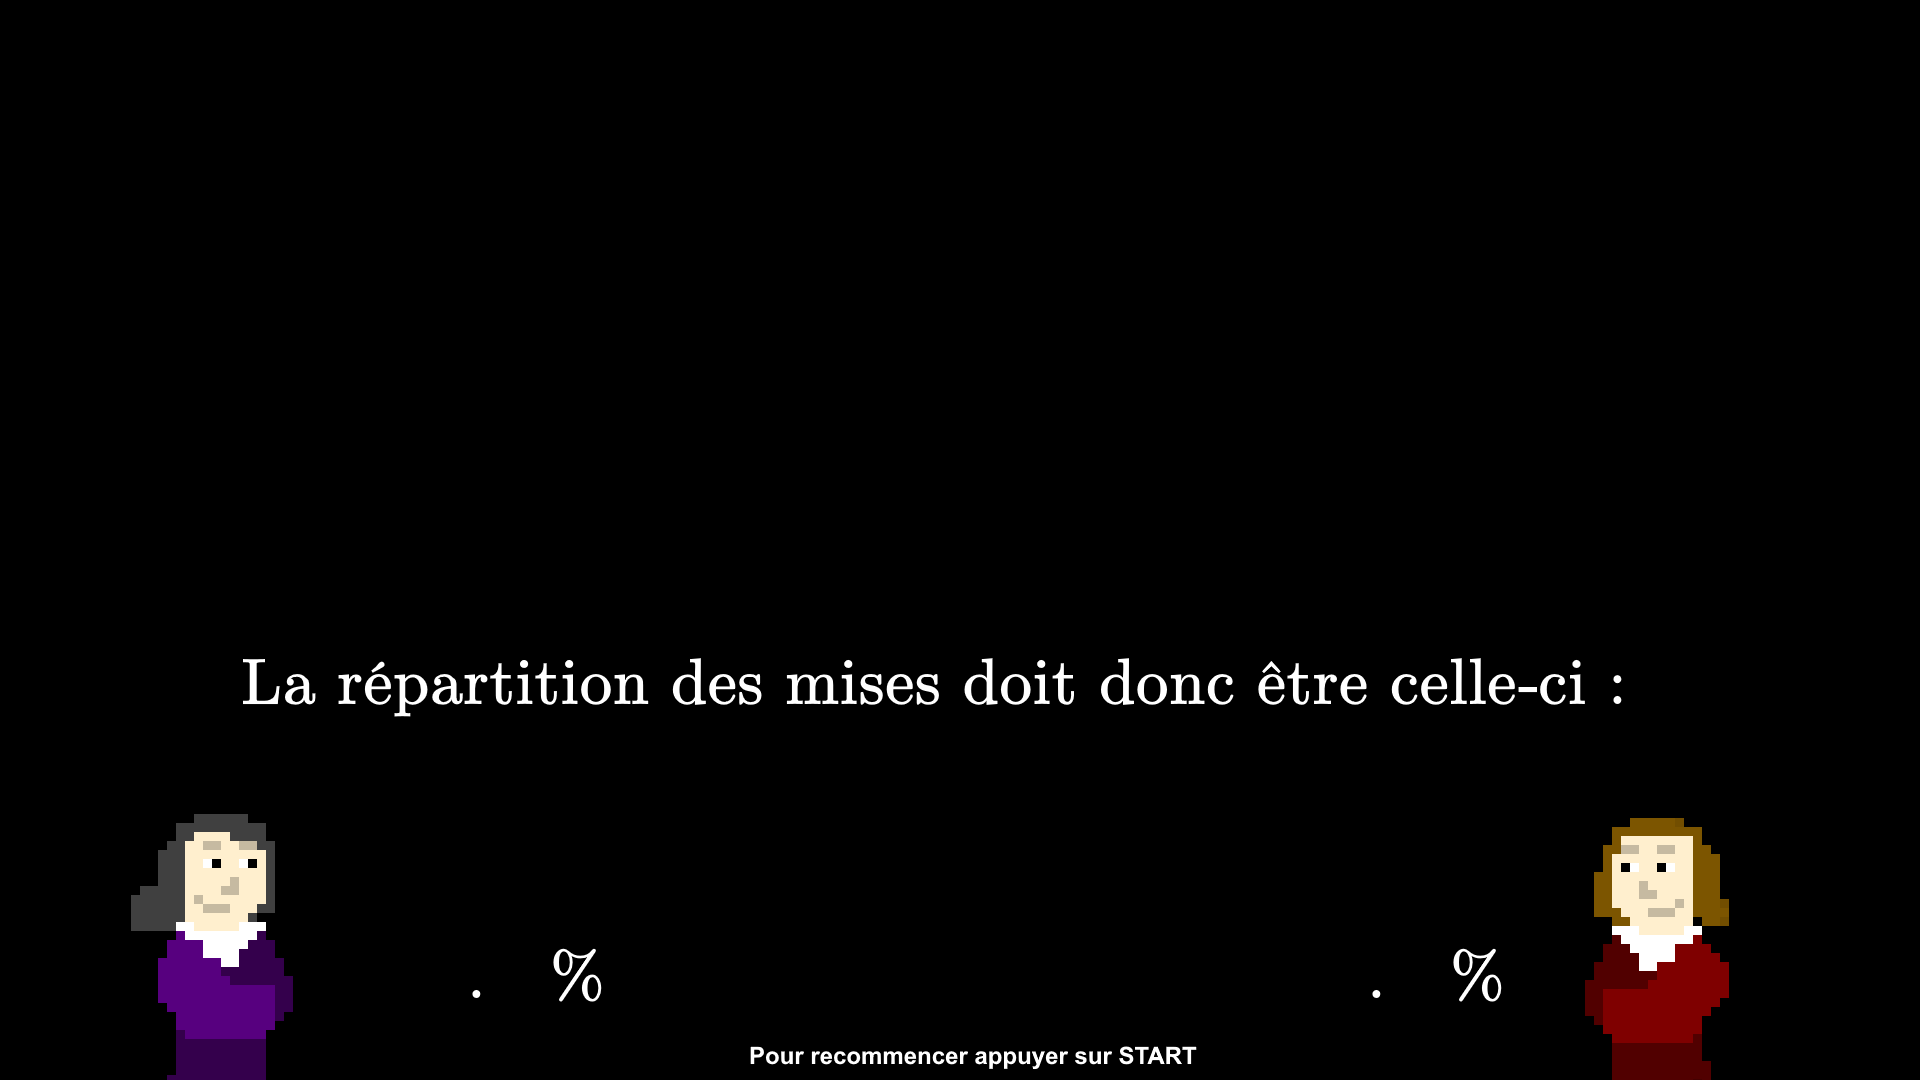 La répartition des mises doit donc être celle-ci :
. % . %
Pour recommencer appuyer sur START